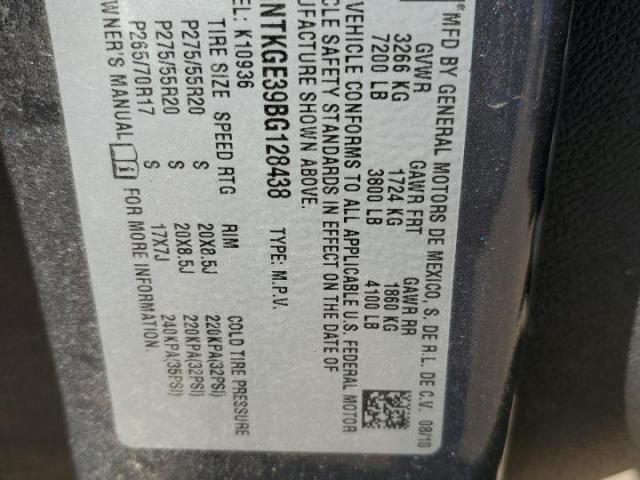 MFD BY GENERAL MOTORS DE MEXICO, S. DE R.L. DE C.V. 08/10
GVWR GAWR FRT GAWR RR
3266 KG 1724 KG 1860 KG
7200 LB 3800 LB 4100 LB
VEHICLE CONFORMS TO ALL APPLICABLE U.S. FEDERAL MOTOR
CLE SAFETY STANDARDS IN EFFECT ON THE DATE OF
UFACTURE SHOWN ABOVE.
NTKGE39BG128438 TYPE: M.P.V.
EL: K10936
TIRE SIZE SPEED RTG RIM COLD TIRE PRESSURE
P275/55R20 S 20X8.5J 220KPA(32PSI)
P275/55R20 S 20X8.5J 220KPA(32PSI)
P265/70R17 S 17X7J 240KPA(35PSI)
OWNER'S MANUAL FOR MORE INFORMATION.